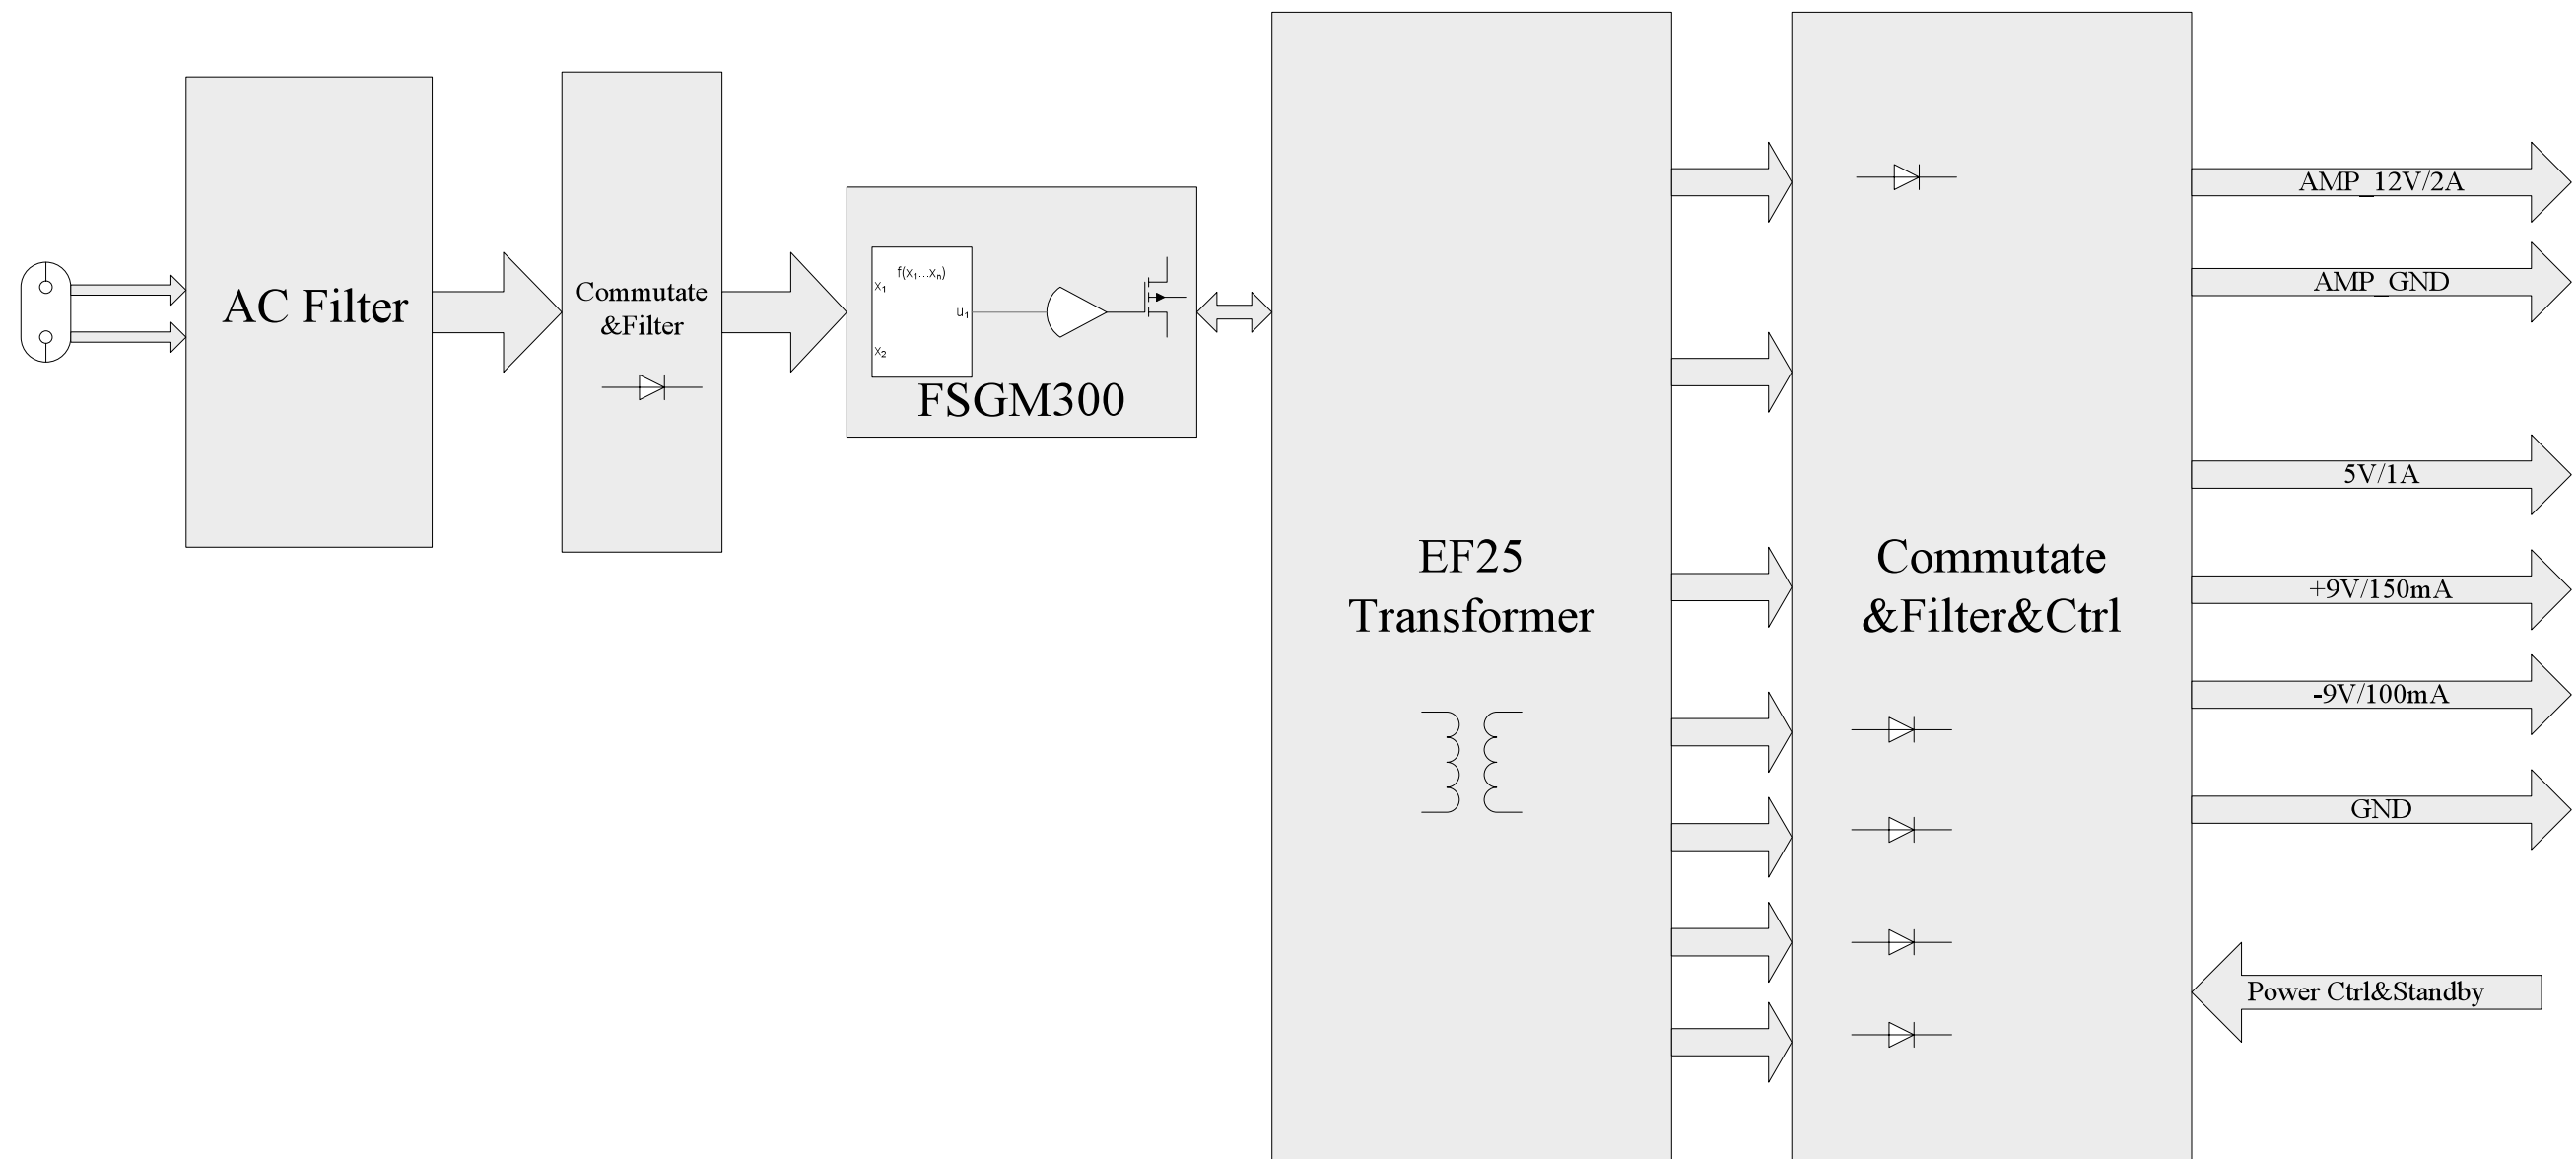 AC Filter
Commutate
&Filter
f(x₁...xₙ)
x₁
u₁
x₂
FSGM300
EF25
Transformer
Commutate
&Filter&Ctrl
AMP_12V/2A
AMP_GND
5V/1A
+9V/150mA
-9V/100mA
GND
Power Ctrl&Standby